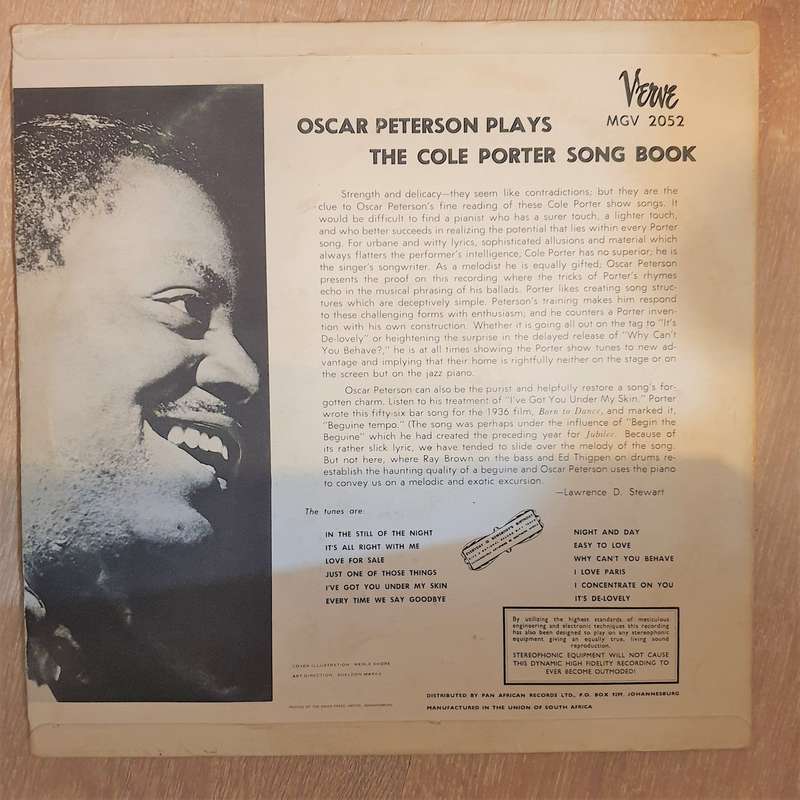 Verve
MGV 2052
OSCAR PETERSON PLAYS
THE COLE PORTER SONG BOOK
Strength and delicacy—they seem like contradictions; but they are the
clue to Oscar Peterson's fine reading of these Cole Porter show songs. It
would be difficult to find a pianist who has a surer touch, a lighter touch,
and who better succeeds in realizing the potential that lies within every Porter
song. For urbane and witty lyrics, sophisticated allusions and material which
always flatters the performer's intelligence, Cole Porter has no superior; he is
the singer's songwriter. As a melodist he is equally gifted; Oscar Peterson
presents the proof on this recording where the tricks of Porter's rhymes
echo in the musical phrasing of his ballads. Porter likes creating song struc-
tures which are deceptively simple. Peterson's training makes him respond
to these challenging forms with enthusiasm; and he counters a Porter inven-
tion with his own construction. Whether it is going all out on the tag to "It's
De-lovely" or heightening the surprise in the delayed release of "Why Can't
You Behave?," he is at all times showing the Porter show tunes to new ad-
vantage and implying that their home is rightfully neither on the stage or on
the screen but on the jazz piano.
Oscar Peterson can also be the purist and helpfully restore a song's for-
gotten charm. Listen to his treatment of "I've Got You Under My Skin." Porter
wrote this fifty-six bar song for the 1936 film, Born to Dance, and marked it,
"Beguine tempo." (The song was perhaps under the influence of "Begin the
Beguine" which he had created the preceding year for Jubilee. Because of
its rather slick lyric, we have tended to slide over the melody of the song.
But not here, where Ray Brown on the bass and Ed Thigpen on drums re-
establish the haunting quality of a beguine and Oscar Peterson uses the piano
to convey us on a melodic and exotic excursion.
—Lawrence D. Stewart
The tunes are:
IN THE STILL OF THE NIGHT
IT'S ALL RIGHT WITH ME
LOVE FOR SALE
JUST ONE OF THOSE THINGS
I'VE GOT YOU UNDER MY SKIN
EVERY TIME WE SAY GOODBYE
NIGHT AND DAY
EASY TO LOVE
WHY CAN'T YOU BEHAVE
I LOVE PARIS
I CONCENTRATE ON YOU
IT'S DE-LOVELY
By utilizing the highest standards of meticulous
engineering and electronic techniques this recording
has also been designed to play on any stereophonic
equipment giving an equally true, living sound
reproduction.
STEREOPHONIC EQUIPMENT WILL NOT CAUSE
THIS DYNAMIC HIGH FIDELITY RECORDING TO
EVER BECOME OUTMODED!
COVER ILLUSTRATION: MERLE SHORE
ART DIRECTION: SHELDON MARKS
DISTRIBUTED BY PAN AFRICAN RECORDS LTD., P.O. BOX 9291, JOHANNESBURG
MANUFACTURED IN THE UNION OF SOUTH AFRICA